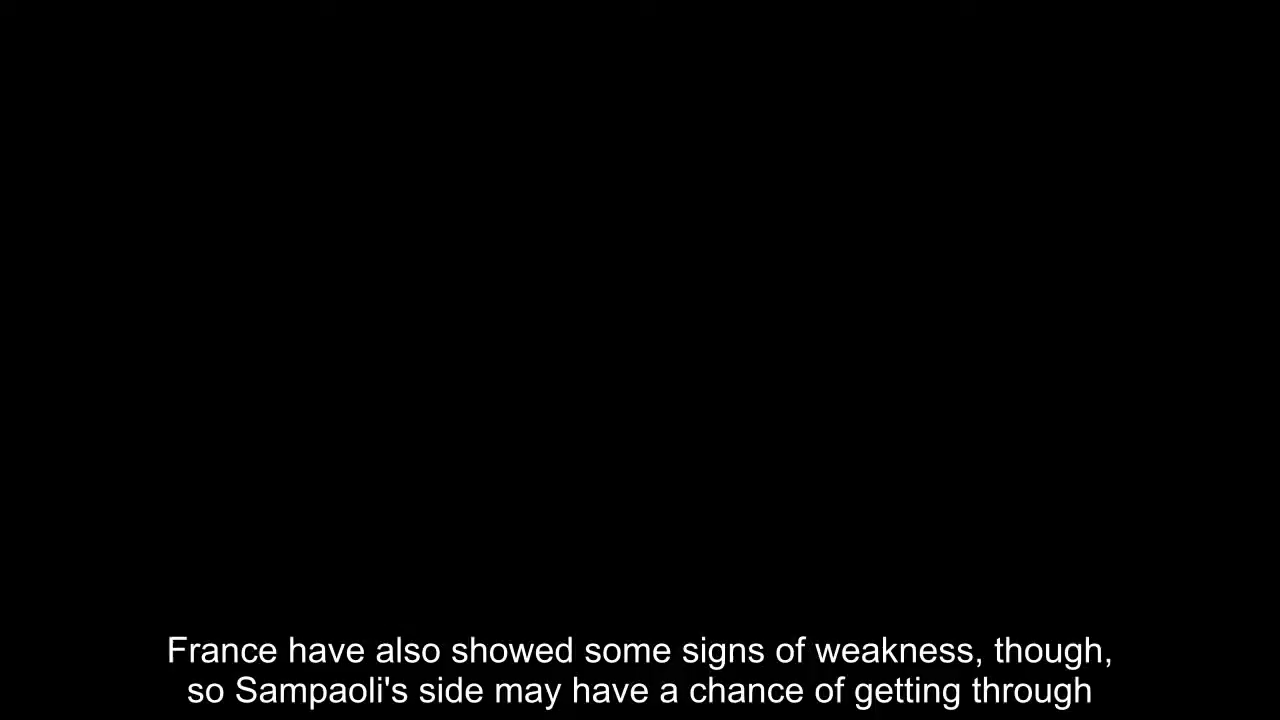 France have also showed some signs of weakness, though,
so Sampaoli's side may have a chance of getting through